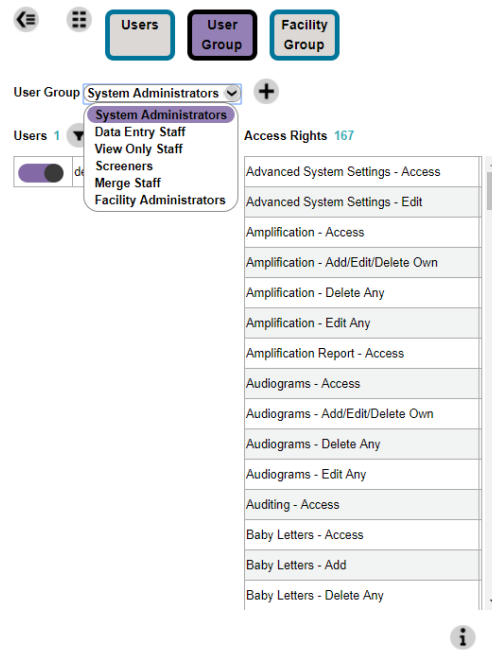 Users
User
Group
Facility
Group
User Group System Administrators
System Administrators
Data Entry Staff
View Only Staff
Screeners
Merge Staff
Facility Administrators
Users 1
de
Access Rights 167
Advanced System Settings - Access
Advanced System Settings - Edit
Amplification - Access
Amplification - Add/Edit/Delete Own
Amplification - Delete Any
Amplification - Edit Any
Amplification Report - Access
Audiograms - Access
Audiograms - Add/Edit/Delete Own
Audiograms - Delete Any
Audiograms - Edit Any
Auditing - Access
Baby Letters - Access
Baby Letters - Add
Baby Letters - Delete Any